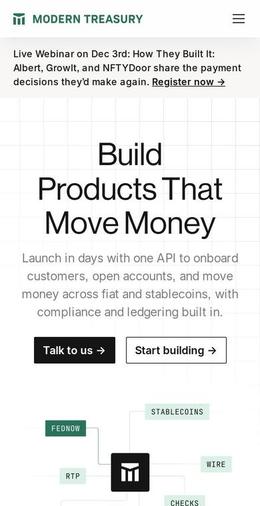 MODERN TREASURY
Live Webinar on Dec 3rd: How They Built It:
Albert, GrowIt, and NFTYDoor share the payment
decisions they'd make again. Register now →
Build
Products That
Move Money
Launch in days with one API to onboard
customers, open accounts, and move
money across fiat and stablecoins, with
compliance and ledgering built in.
Talk to us → Start building →
STABLECOINS
FEDNOW
WIRE
RTP
CHECKS